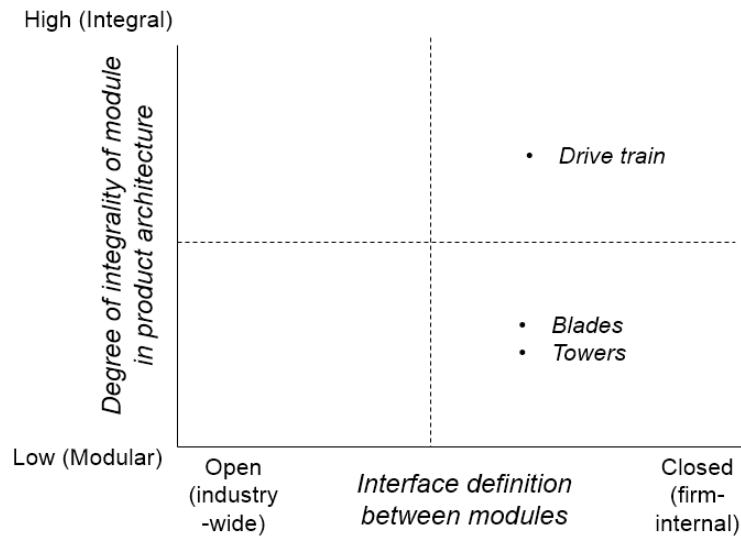 High (Integral)
Degree of integrality of module
in product architecture
• Drive train
• Blades
• Towers
Low (Modular)
Open
(industry
-wide)
Interface definition
between modules
Closed
(firm-
internal)